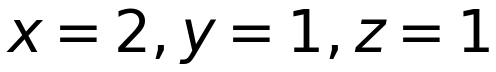 x = 2, y = 1, z = 1